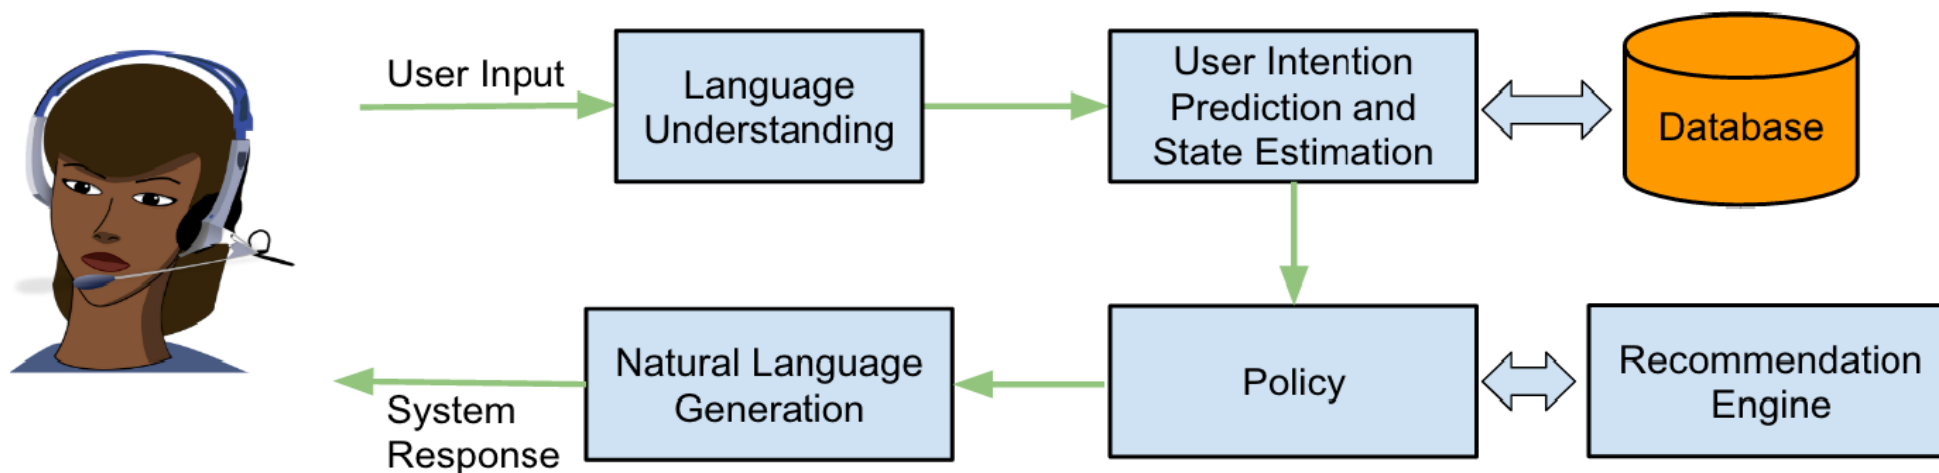 User Input
Language
Understanding
User Intention
Prediction and
State Estimation
Database
System
Response
Natural Language
Generation
Policy
Recommendation
Engine